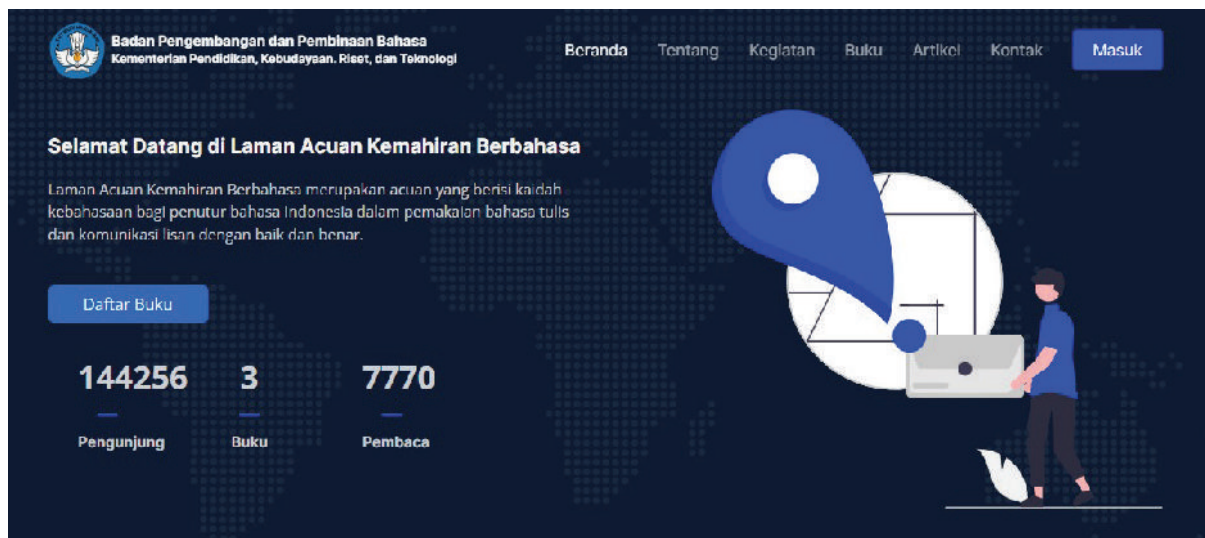 Badan Pengembangan dan Pembinaan Bahasa
Kementerian Pendidikan, Kebudayaan. Riset, dan Teknologi
Beranda Tentang Kegiatan Buku Artikel Kontak Masuk
Selamat Datang di Laman Acuan Kemahiran Berbahasa
Laman Acuan Kemahiran Berbahasa merupakan acuan yang berisi kaidah
kebahasaan bagi penutur bahasa Indonesia dalam pemakaian bahasa tulis
dan komunikasi lisan dengan baik dan benar.
Daftar Buku
144256 3 7770
Pengunjung Buku Pembaca